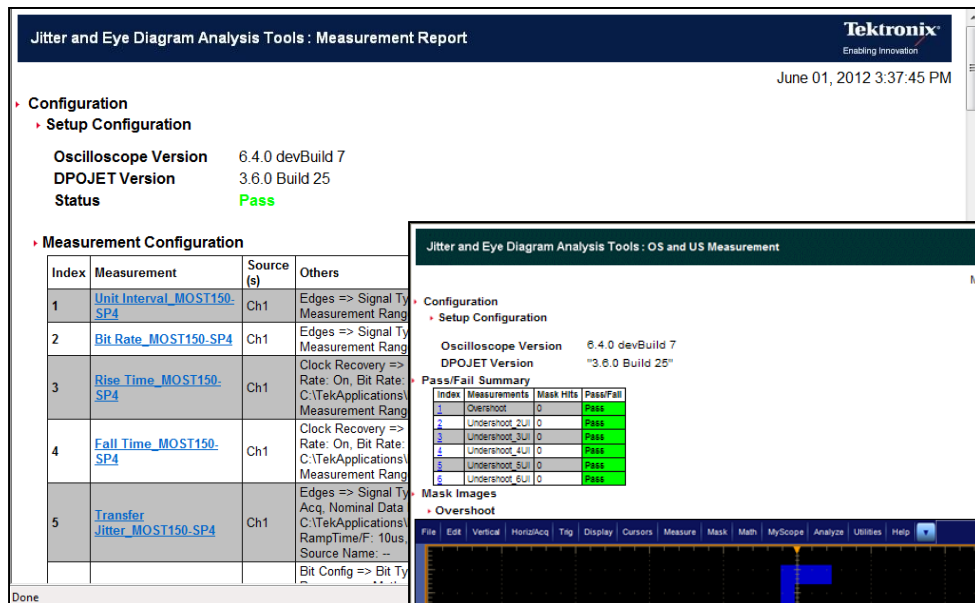 Jitter and Eye Diagram Analysis Tools : Measurement Report
Tektronix
Enabling Innovation
June 01, 2012 3:37:45 PM
Configuration
Setup Configuration
Oscilloscope Version 6.4.0 devBuild 7
DPOJET Version 3.6.0 Build 25
Status Pass
Measurement Configuration
Index Measurement Source (s) Others
1 Unit Interval_MOST150-SP4 Ch1 Edges => Signal Ty
Measurement Rang
2 Bit Rate_MOST150-SP4 Ch1 Edges => Signal Ty
Measurement Rang
3 Rise Time_MOST150-SP4 Ch1 Clock Recovery =>
Rate: On, Bit Rate:
C:\TekApplications\
Measurement Rang
4 Fall Time_MOST150-SP4 Ch1 Clock Recovery =>
Rate: On, Bit Rate:
C:\TekApplications\
Measurement Rang
5 Transfer Jitter_MOST150-SP4 Ch1 Edges => Signal Ty
Acq, Nominal Data
C:\TekApplications\
RampTime/F: 10us,
Source Name: --
Bit Config => Bit Ty
Done
Jitter and Eye Diagram Analysis Tools : OS and US Measurement
Configuration
Setup Configuration
Oscilloscope Version 6.4.0 devBuild 7
DPOJET Version "3.6.0 Build 25"
Pass/Fail Summary
Index Measurements Mask Hits Pass/Fail
1 Overshoot 0 Pass
2 Undershoot_2UI 0 Pass
3 Undershoot_3UI 0 Pass
4 Undershoot_4UI 0 Pass
5 Undershoot_5UI 0 Pass
6 Undershoot_6UI 0 Pass
Mask Images
Overshoot
File Edit Vertical Horiz/Acq Trig Display Cursors Measure Mask Math MyScope Analyze Utilities Help